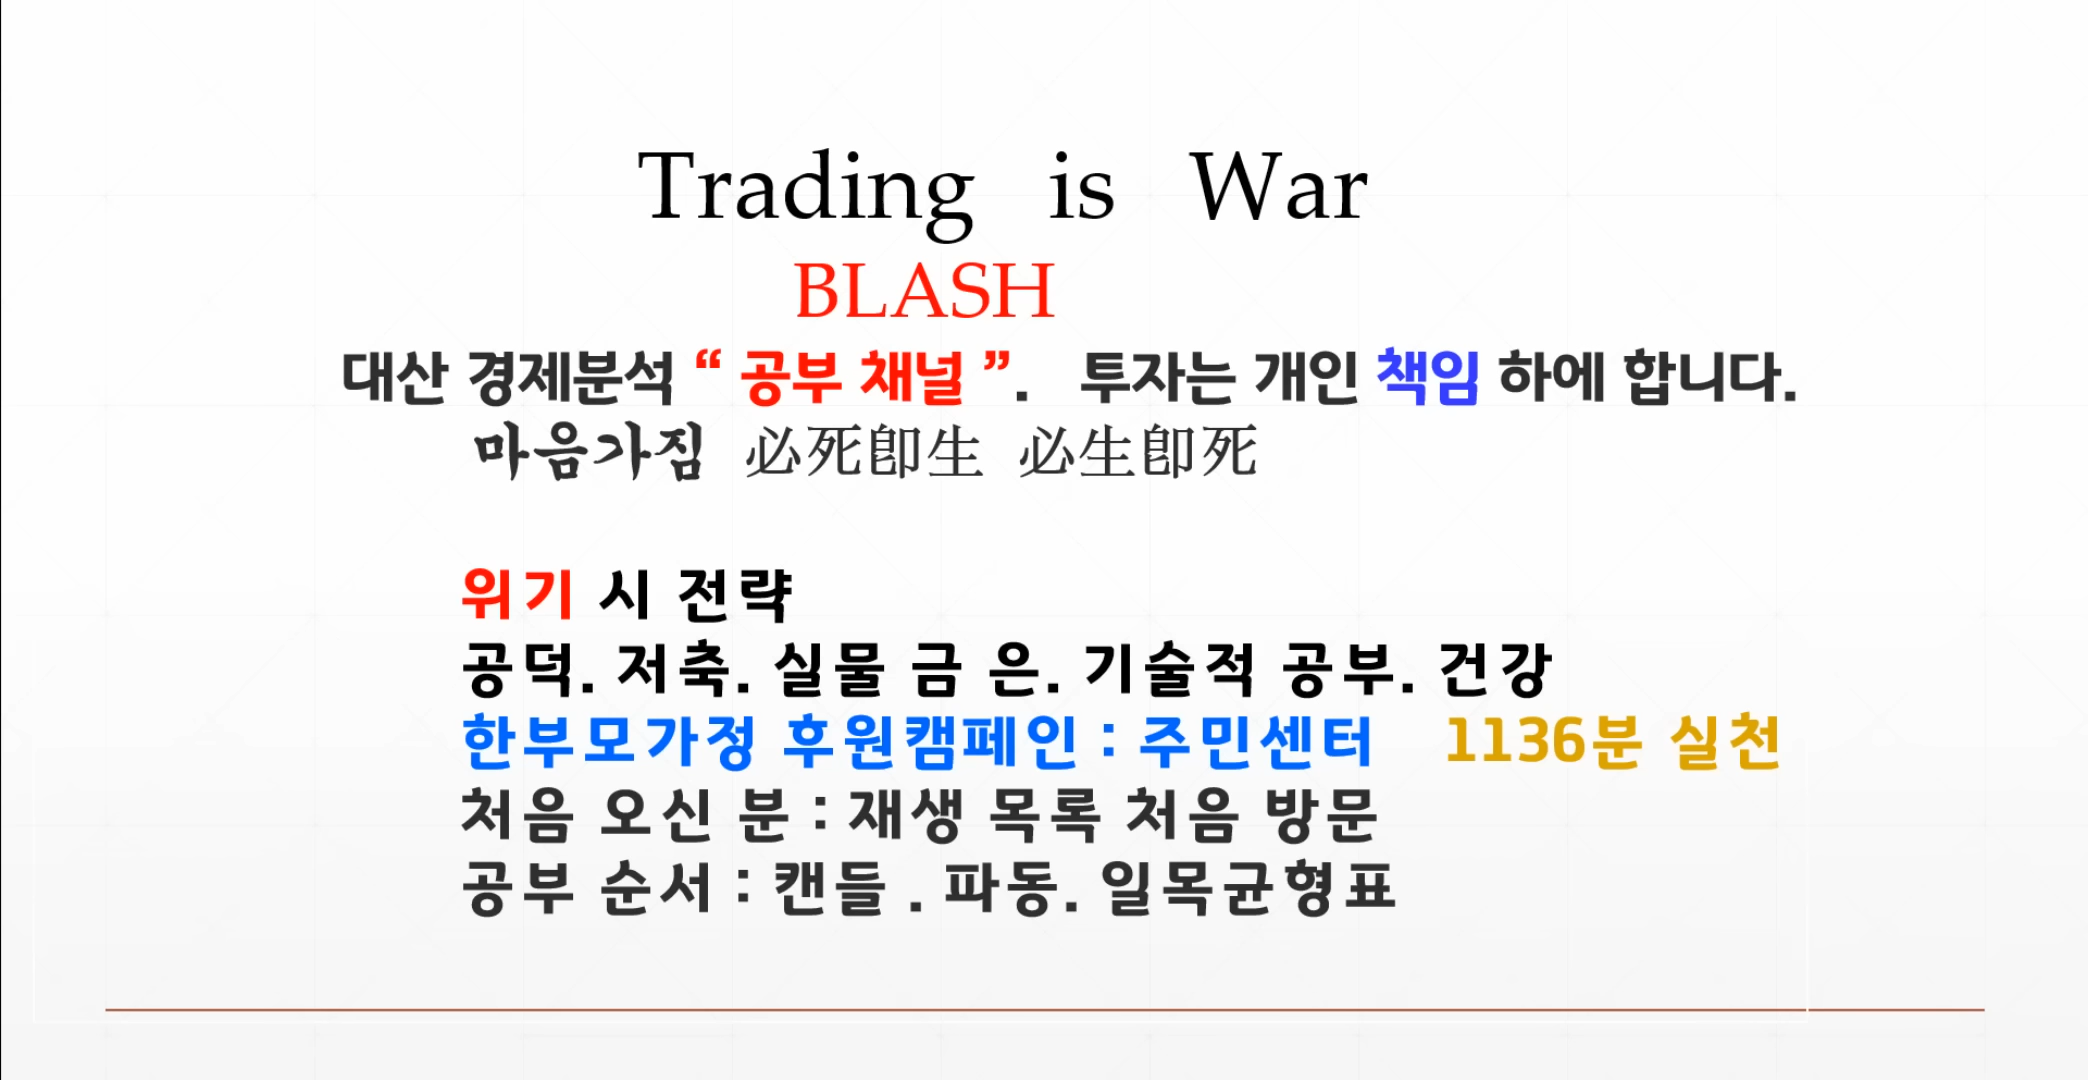 Trading is War
BLASH
대산 경제분석 “ 공부 채널 ”. 투자는 개인 책임 하에 합니다.
마음가짐 必死卽生 必生卽死
위기 시 전략
공덕. 저축. 실물 금 은. 기술적 공부. 건강
한부모가정 후원캠페인 : 주민센터 1136분 실천
처음 오신 분 : 재생 목록 처음 방문
공부 순서 : 캔들 . 파동. 일목균형표